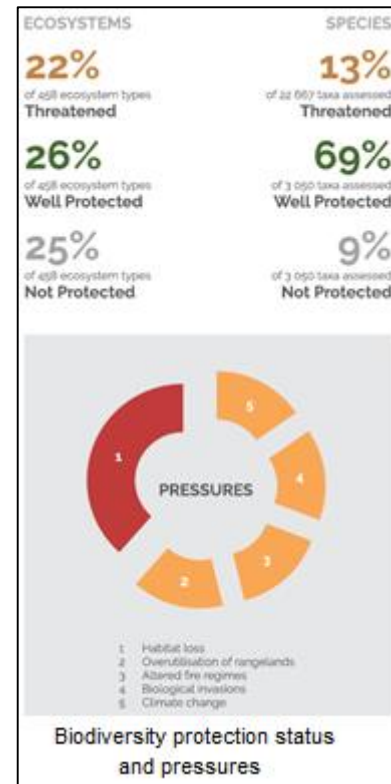 ECOSYSTEMS SPECIES
22% 13%
of 458 ecosystem types of 22 667 taxa assessed
Threatened Threatened
26% 69%
of 458 ecosystem types of 3 050 taxa assessed
Well Protected Well Protected
25% 9%
of 458 ecosystem types of 3 050 taxa assessed
Not Protected Not Protected
5
1
4
PRESSURES
3
2
1 Habitat loss
2 Overutilisation of rangelands
3 Altered fire regimes
4 Biological invasions
5 Climate change
Biodiversity protection status
and pressures